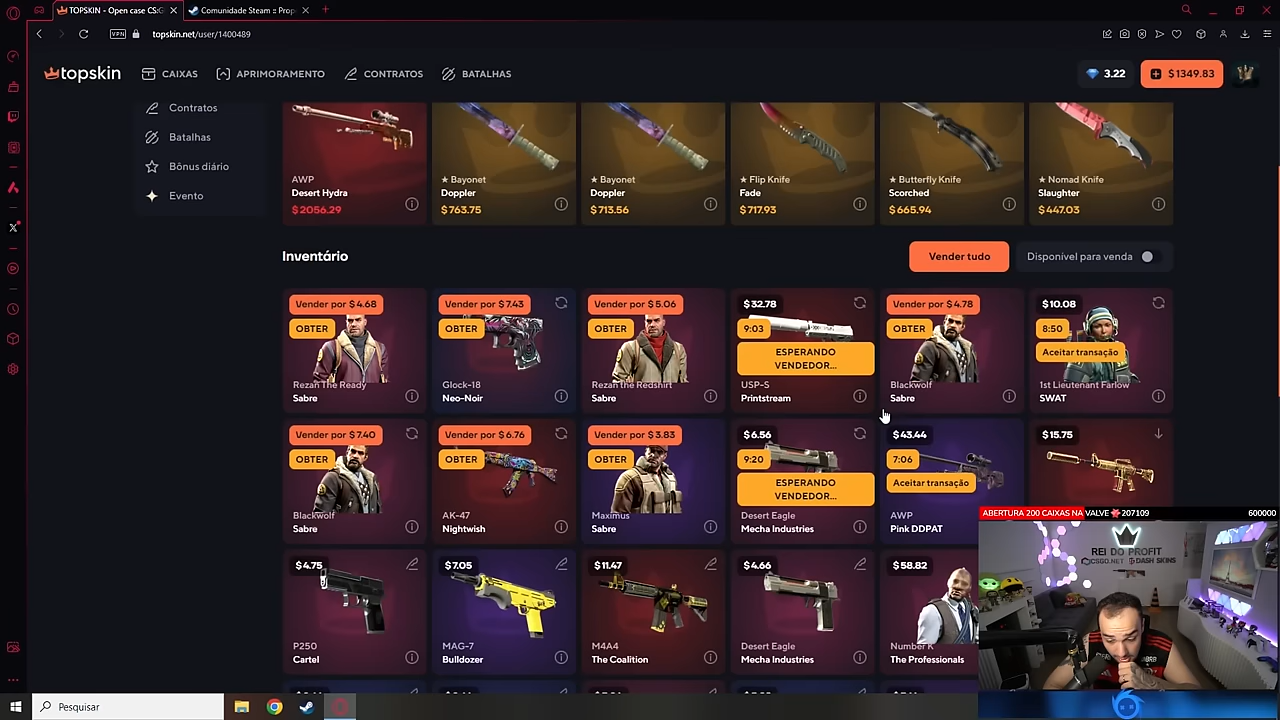 TOPSKIN - Open case CS:G
Comunidade Steam :: Prop
VPN
topskin.net/user/1400489
topskin
CAIXAS
APRIMORAMENTO
CONTRATOS
BATALHAS
3.22
$ 1349.83
Contratos
Batalhas
Bônus diário
Evento
AWP
Desert Hydra
$ 2056.29
★ Bayonet
Doppler
$ 763.75
★ Bayonet
Doppler
$ 713.56
★ Flip Knife
Fade
$ 717.93
★ Butterfly Knife
Scorched
$ 665.94
★ Nomad Knife
Slaughter
$ 447.03
Inventário
Vender tudo
Disponível para venda
Vender por $ 4.68
OBTER
Rezan The Ready
Sabre
Vender por $ 7.43
OBTER
Glock-18
Neo-Noir
Vender por $ 5.06
OBTER
Rezan the Redshirt
Sabre
$ 32.78
9:03
ESPERANDO
VENDEDOR...
USP-S
Printstream
Vender por $ 4.78
OBTER
Blackwolf
Sabre
$ 10.08
8:50
Aceitar transação
1st Lieutenant Farlow
SWAT
Vender por $ 7.40
OBTER
Blackwolf
Sabre
Vender por $ 6.76
OBTER
AK-47
Nightwish
Vender por $ 3.83
OBTER
Maximus
Sabre
$ 6.56
9:20
ESPERANDO
VENDEDOR...
Desert Eagle
Mecha Industries
$ 43.44
7:06
Aceitar transação
AWP
Pink DDPAT
$ 15.75
$ 4.75
P250
Cartel
$ 7.05
MAG-7
Bulldozer
$ 11.47
M4A4
The Coalition
$ 4.66
Desert Eagle
Mecha Industries
$ 58.82
Number K
The Professionals
ABERTURA 200 CAIXAS NA VALVE 207109
600000
REI DO PROFIT
CSGO.NET
DASH SKINS
Pesquisar